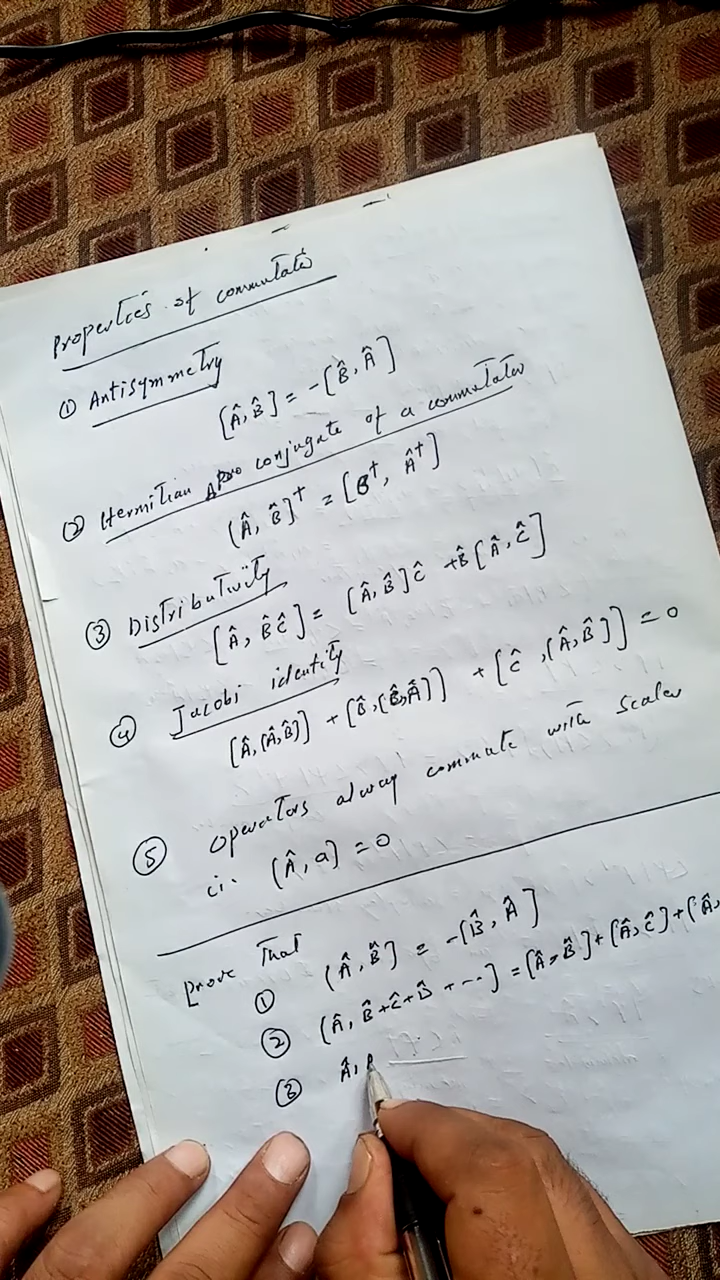 Properties of commutator
① Antisymmetry
[Â, B̂] = -[B̂, Â]
② Hermitian conjugate of a commutator
[Â, B̂]† = [B†, Â†]
③ Distributivity
[Â, B̂Ĉ] = [Â, B̂]Ĉ + B̂[Â, Ĉ]
④ Jacobi identity
[Â, [Â, B̂]] + [B̂, [B̂, Â]] + [Ĉ, [Â, B̂]] = 0
⑤ Operators always commute with scalar
[Â, a] = 0
Prove That
① [Â, B̂] = -[B̂, Â]
② [Â, B̂+Ĉ+D̂+----] = [Â, B̂] + [Â, Ĉ] + [Â,
③ Â,